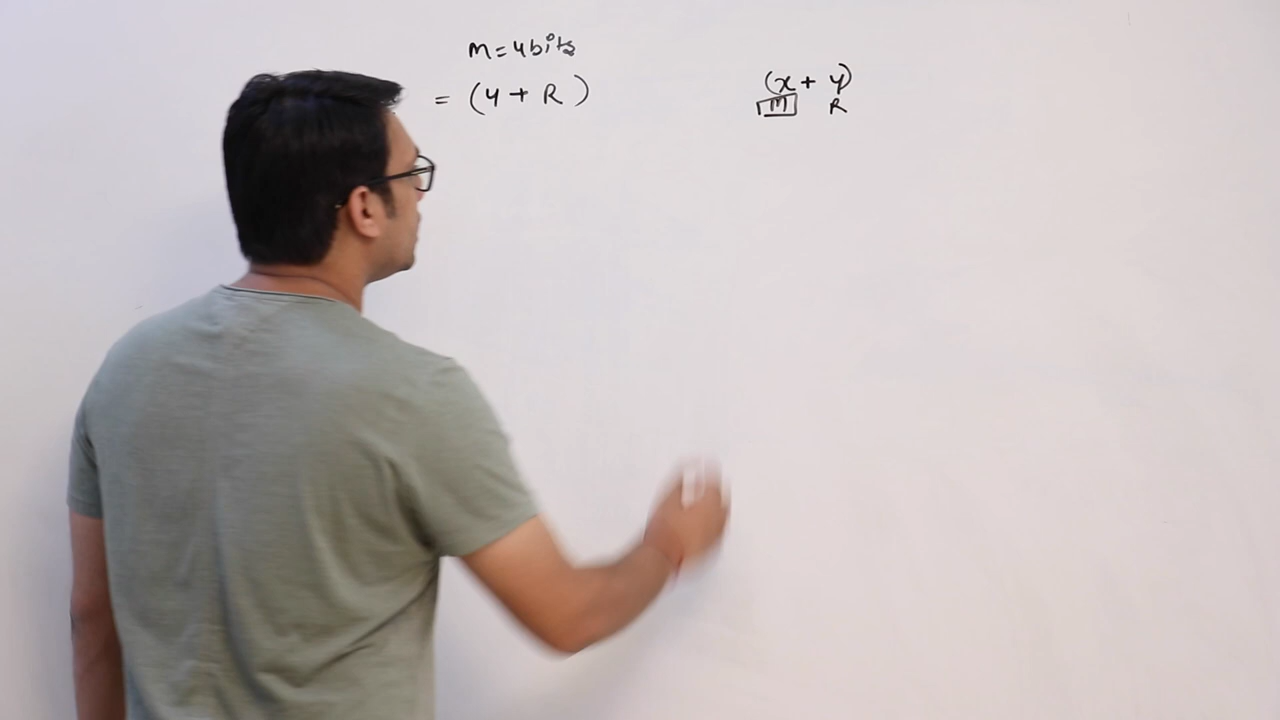 M=4bits
= (4+ R )
(x+ y)
M R